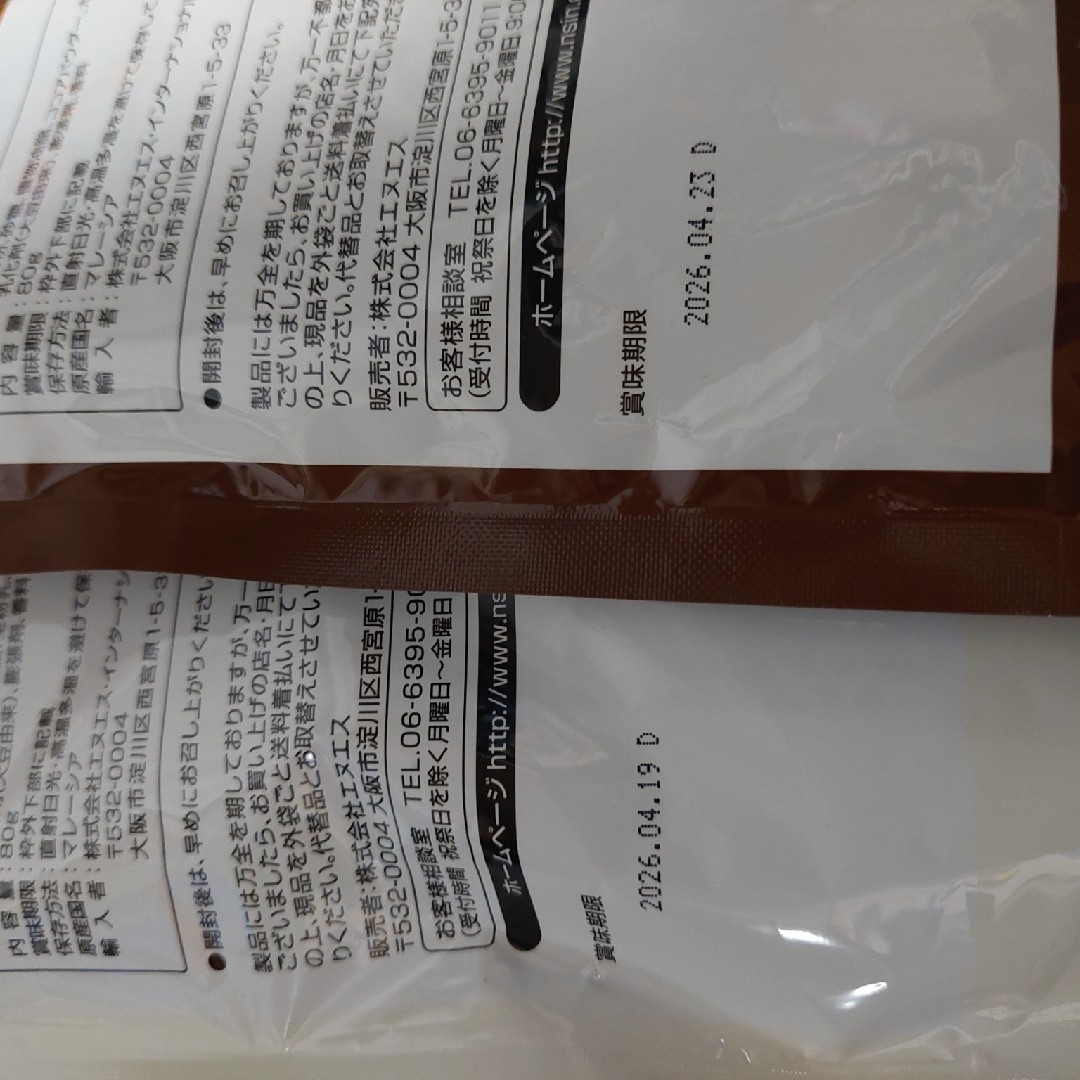 内容量：80g
賞味期限：枠外下部に記載
保存方法：直射日光・高温多湿を避けて保存して
原産国名：マレーシア
輸入者：株式会社エヌエス・インターナショナル
〒532-0004
大阪市淀川区西宮原1-5-33
●開封後は、早めにお召し上がりください。
製品には万全を期しておりますが、万一不都
ございましたら、お買い上げの店名・月日をお
の上、現品を外袋ごと送料着払いにて下記宛
りください。代替品とお取替えさせていただ
販売者：株式会社エヌエス
〒532-0004 大阪市淀川区西宮原1-5-3
お客様相談室 TEL.06-6395-9011
(受付時間 祝祭日を除く月曜日〜金曜日 9:00
ホームページ http://www.nsin
賞味期限
2026.04.23 D
内容量：80g
賞味期限：枠外下部に記載
保存方法：直射日光・高温多湿を避けて保
原産国名：マレーシア
輸入者：株式会社エヌエス・インターナシ
〒532-0004
大阪市淀川区西宮原1-5-3
●開封後は、早めにお召し上がりください
製品には万全を期しておりますが、万一
ございましたら、お買い上げの店名・月日
の上、現品を外袋ごと送料着払いにて
りください。代替品とお取替えさせてい
販売者：株式会社エヌエス
〒532-0004 大阪市淀川区西宮原1-
お客様相談室 TEL.06-6395-90
(受付時間 祝祭日を除く月曜日〜金曜日
ホームページ http://www.ns
賞味期限
2026.04.19 D